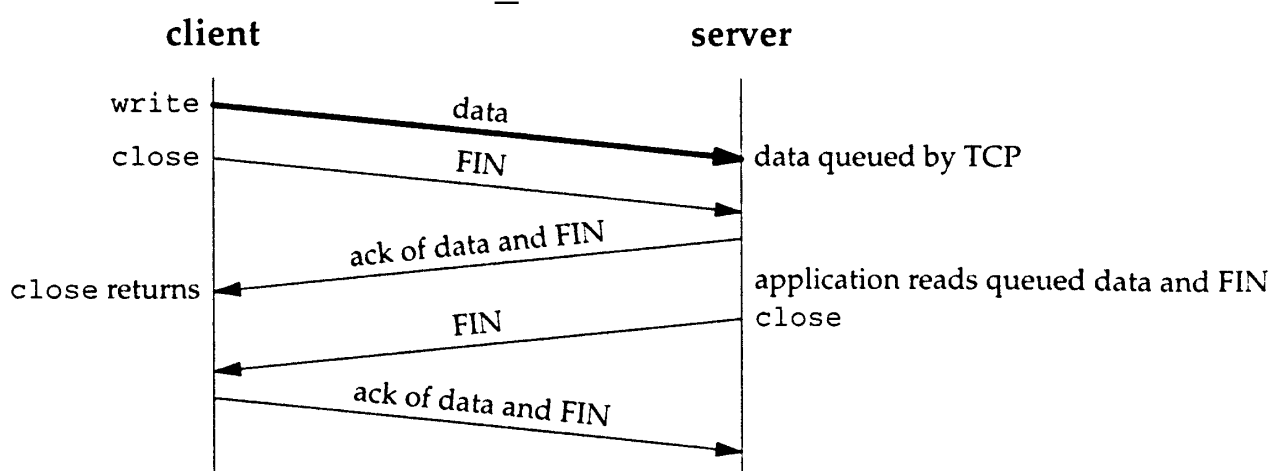 client server
write data
data queued by TCP
close FIN
ack of data and FIN
close returns
application reads queued data and FIN
close
FIN
ack of data and FIN